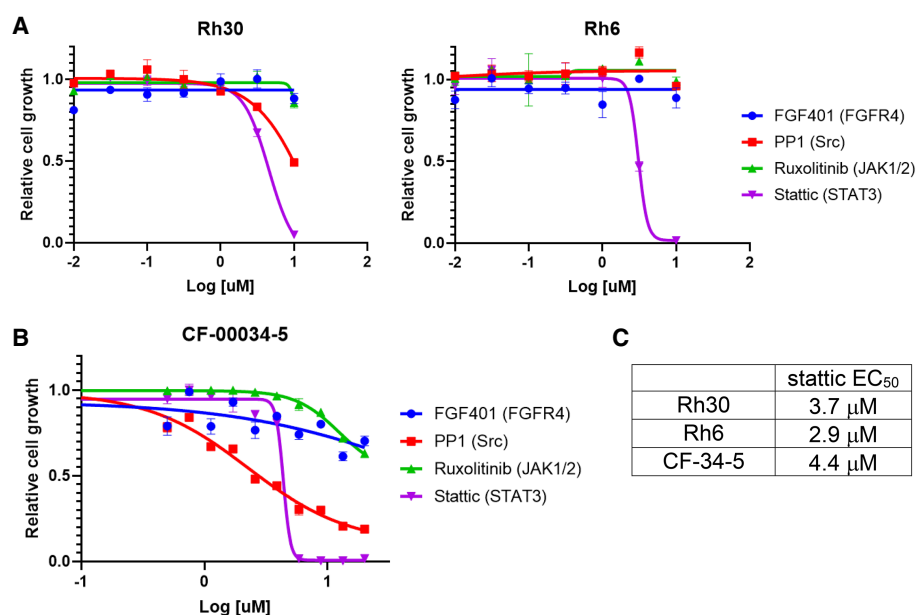 A
Rh30
Relative cell growth
1.0
0.5
0.0
-2
-1
0
1
2
Log [uM]
Rh6
Relative cell growth
1.0
0.5
0.0
-2
-1
0
1
2
Log [uM]
FGF401 (FGFR4)
PP1 (Src)
Ruxolitinib (JAK1/2)
Stattic (STAT3)
B
CF-00034-5
Relative cell growth
1.0
0.5
0.0
-1
0
1
Log [uM]
FGF401 (FGFR4)
PP1 (Src)
Ruxolitinib (JAK1/2)
Stattic (STAT3)
C
stattic EC50
Rh30 3.7 μM
Rh6 2.9 μM
CF-34-5 4.4 μM